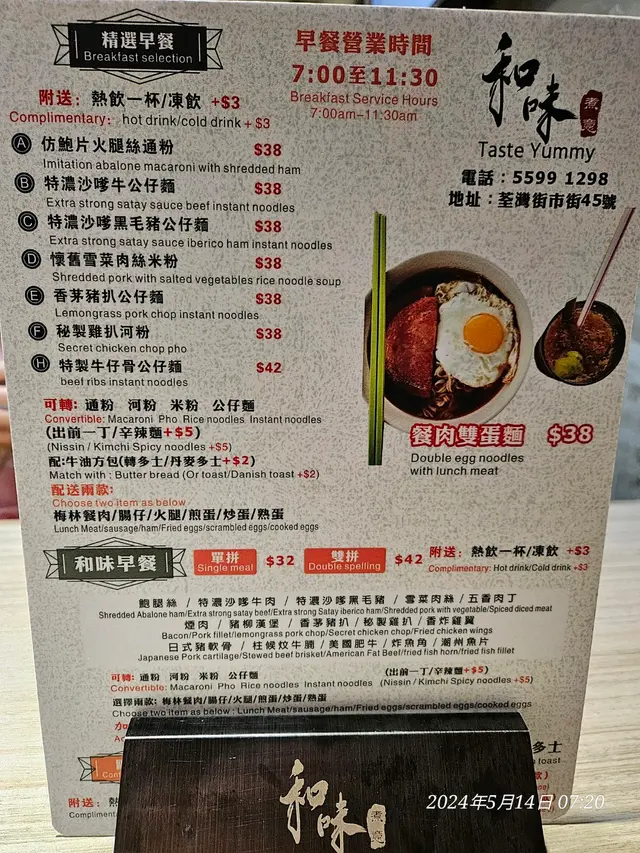 精選早餐
Breakfast selection
早餐營業時間
7:00至11:30
Breakfast Service Hours
7:00am–11:30am
和味
煮意
Taste Yummy
電話：5599 1298
地址：荃灣街市街45號
附送：熱飲一杯/凍飲 +$3
Complimentary: hot drink/cold drink + $3
A 仿鮑片火腿絲通粉 $38
Imitation abalone macaroni with shredded ham
B 特濃沙嗲牛公仔麵 $38
Extra strong satay sauce beef instant noodles
C 特濃沙嗲黑毛豬公仔麵 $38
Extra strong satay sauce iberico ham instant noodles
D 懷舊雪菜肉絲米粉 $38
Shredded pork with salted vegetables rice noodle soup
E 香茅豬扒公仔麵 $38
Lemongrass pork chop instant noodles
F 秘製雞扒河粉 $38
Secret chicken chop pho
H 特製牛仔骨公仔麵 $42
beef ribs instant noodles
可轉: 通粉 河粉 米粉 公仔麵
Convertible: Macaroni Pho Rice noodles Instant noodles
(出前一丁/辛辣麵+$5)
(Nissin / Kimchi Spicy noodles +$5)
配:牛油方包(轉多士/丹麥多士+$2)
Match with : Butter bread (Or toast/Danish toast +$2)
配送兩款:
Choose two item as below
梅林餐肉/腸仔/火腿/煎蛋/炒蛋/熟蛋
Lunch Meat/sausage/ham/Fried eggs/scrambled eggs/cooked eggs
餐肉雙蛋麵 $38
Double egg noodles
with lunch meat
和味早餐
單拼 $32
Single meal
雙拼 $42
Double spelling
附送：熱飲一杯/凍飲 +$3
Complimentary: Hot drink/Cold drink +$3
鮑腿絲 / 特濃沙嗲牛肉 / 特濃沙嗲黑毛豬 / 雪菜肉絲 / 五香肉丁
Shredded Abalone ham/Extra strong satay beef/Extra strong Satay iberico ham/Shredded pork with vegetable/Spiced diced meat
煙肉 / 豬柳漢堡 / 香茅豬扒 / 秘製雞扒 / 香炸雞翼
Bacon/Pork fillet/lemongrass pork chop/Secret chicken chop/Fried chicken wings
日式豬軟骨 / 柱候炆牛腩 / 美國肥牛 / 炸魚角 / 潮州魚片
Japanese Pork cartilage/Stewed beef brisket/American Fat Beef/fried fish horn/fried fish fillet
可轉: 通粉 河粉 米粉 公仔麵 (出前一丁/辛辣麵+$5)
Convertible: Macaroni Pho Rice noodles Instant noodles (Nissin / Kimchi Spicy noodles +$5)
選擇兩款: 梅林餐肉/腸仔/火腿/煎蛋/炒蛋/熟蛋
Choose two item as below : Lunch Meat/sausage/ham/Fried eggs/scrambled eggs/cooked eggs
多士
toast
附送：熱
Compliment
和味
煮意
2024年5月14日 07:20